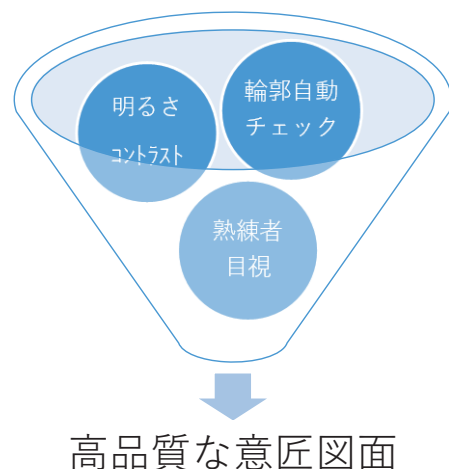 明るさ
ｺﾝﾄﾗｽﾄ
輪郭自動
チェック
熟練者
目視
高品質な意匠図面